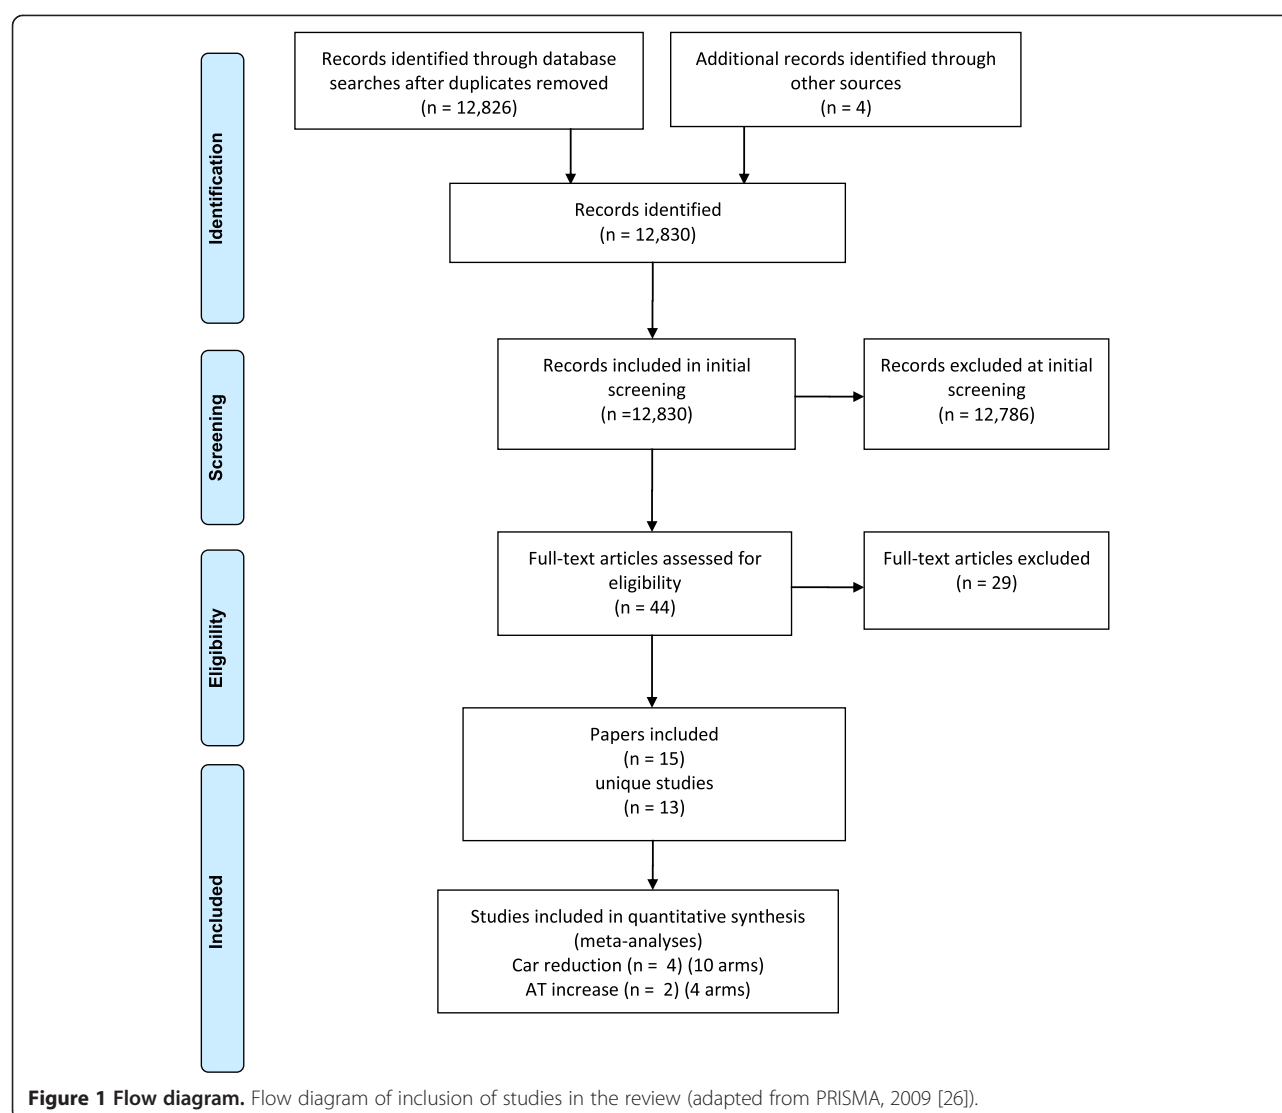 Records identified through database
searches after duplicates removed
(n = 12,826)
Additional records identified through
other sources
(n = 4)
Identification
Records identified
(n = 12,830)
Records included in initial
screening
(n =12,830)
Records excluded at initial
screening
(n = 12,786)
Screening
Full-text articles assessed for
eligibility
(n = 44)
Full-text articles excluded
(n = 29)
Eligibility
Papers included
(n = 15)
unique studies
(n = 13)
Included
Studies included in quantitative synthesis
(meta-analyses)
Car reduction (n =  4) (10 arms)
AT increase (n =  2) (4 arms)
Figure 1 Flow diagram. Flow diagram of inclusion of studies in the review (adapted from PRISMA, 2009 [26]).